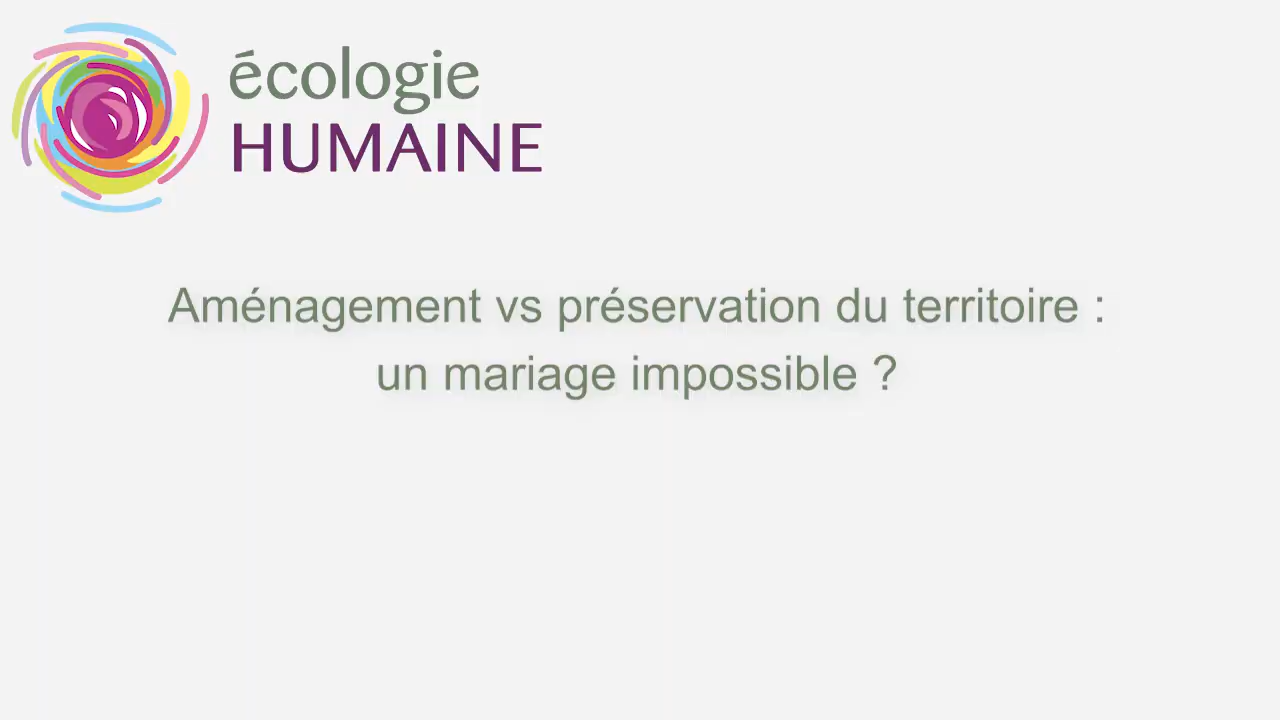 écologie
HUMAINE
Aménagement vs préservation du territoire :
un mariage impossible ?